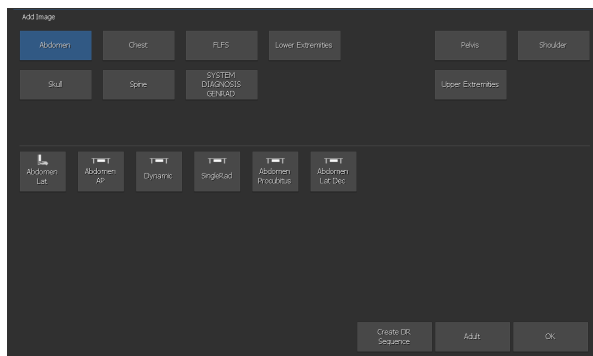 Add Image
Abdomen
Chest
FLFS
Lower Extremities
Pelvis
Shoulder
Skull
Spine
SYSTEM
DIAGNOSIS
GENRAD
Upper Extremities
Abdomen
Lat
Abdomen
AP
Dynamic
SingleRad
Abdomen
Procubitus
Abdomen
Lat Dec
Create DR
Sequence
Adult
OK